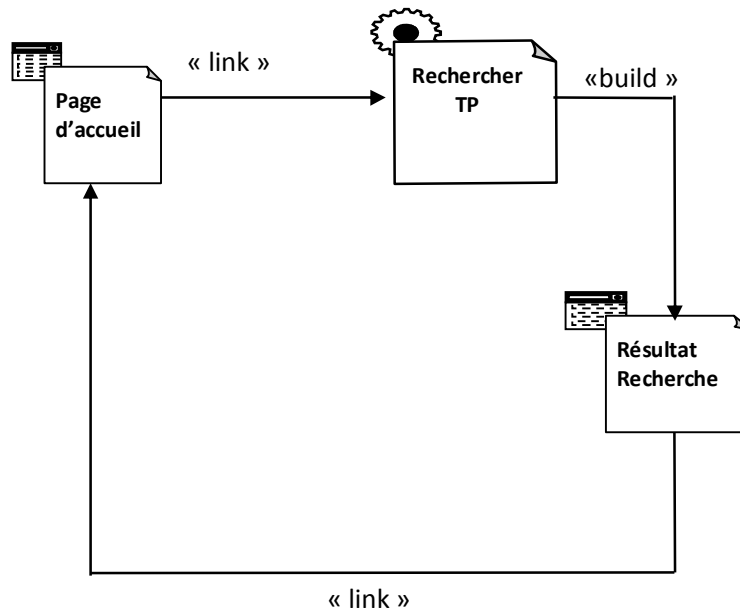 « link »
Page
d’accueil
Rechercher
TP
«build »
Résultat
Recherche
« link »